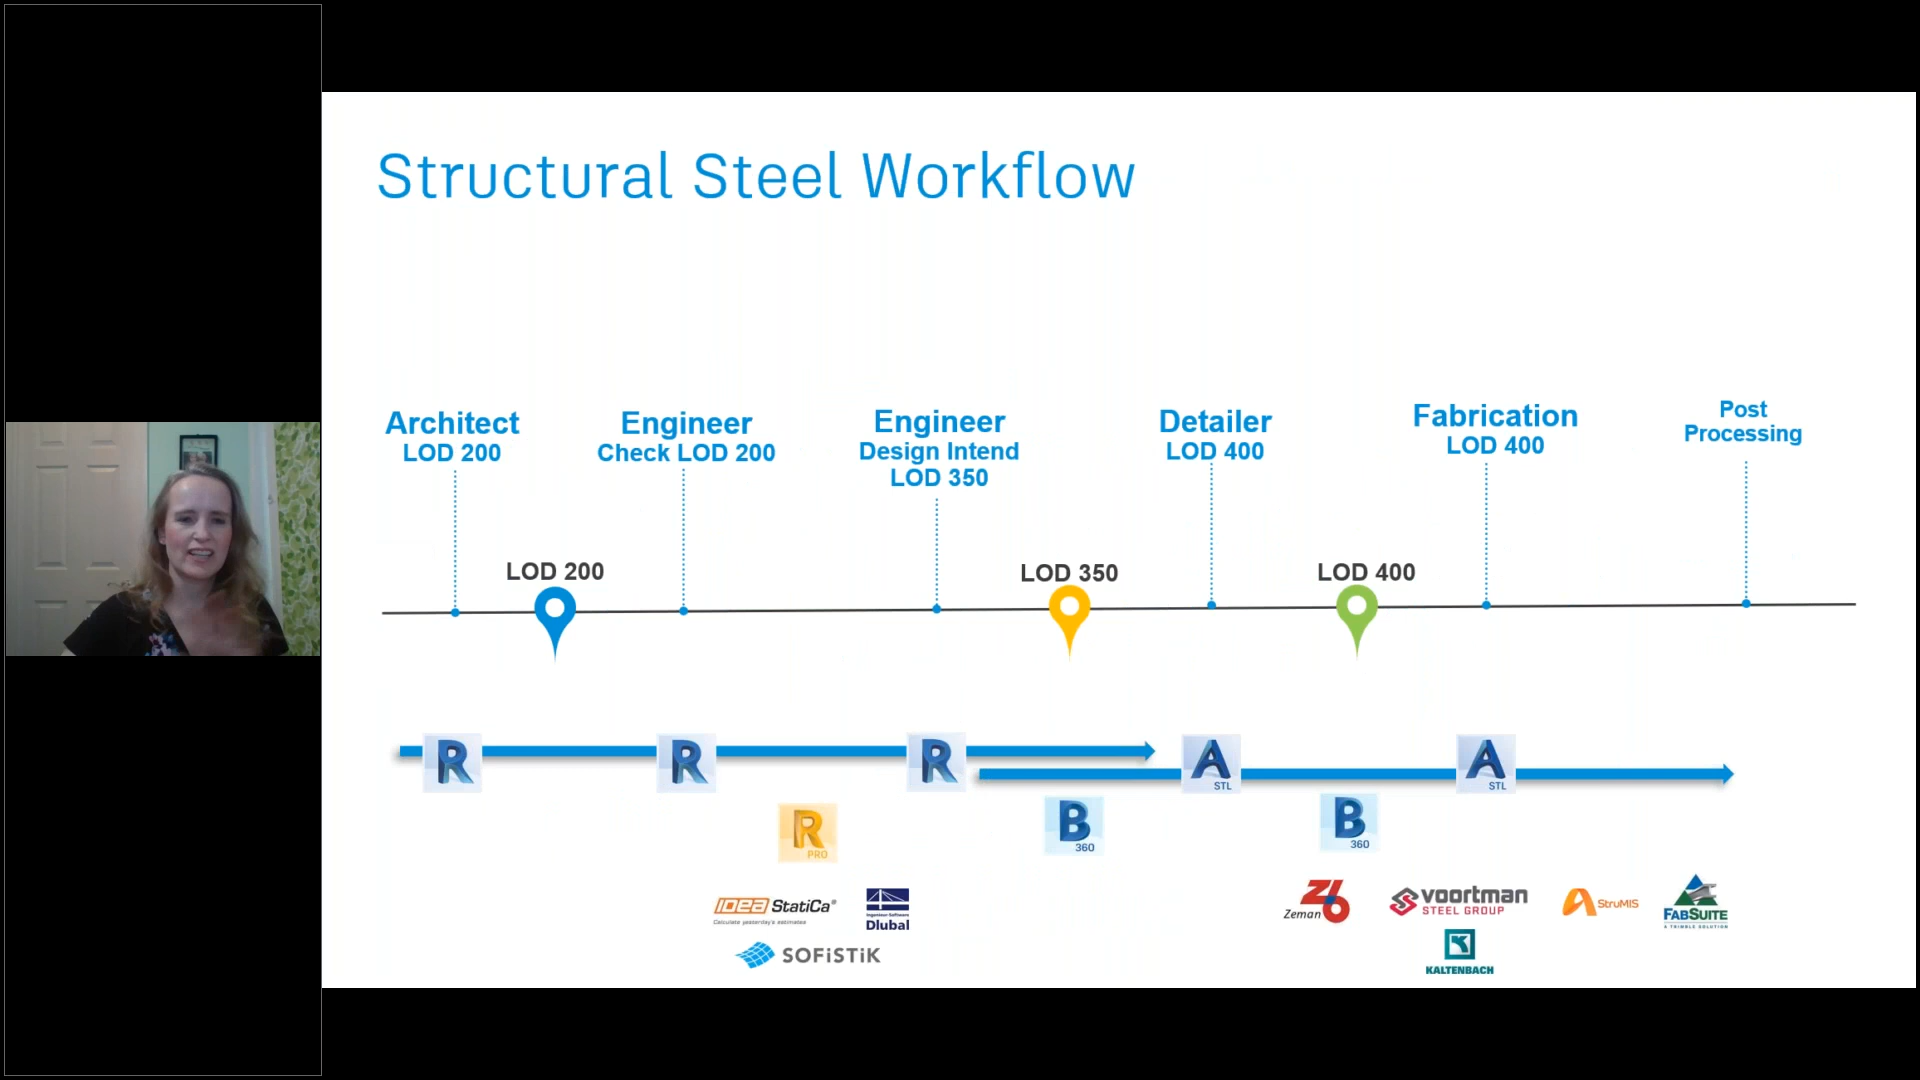 Structural Steel Workflow
Architect
LOD 200
Engineer
Check LOD 200
Engineer
Design Intend
LOD 350
Detailer
LOD 400
Fabrication
LOD 400
Post
Processing
LOD 200
LOD 350
LOD 400
R
R
R
A
STL
A
STL
R
PRO
B
360
B
360
IDEA StatiCa®
Calculate yesterday's estimates
Ingenieur-Software
Dlubal
SOFiSTiK
Zeman
voortman
STEEL GROUP
StruMIS
FABSUITE
A TRIMBLE SOLUTION
K
KALTENBACH